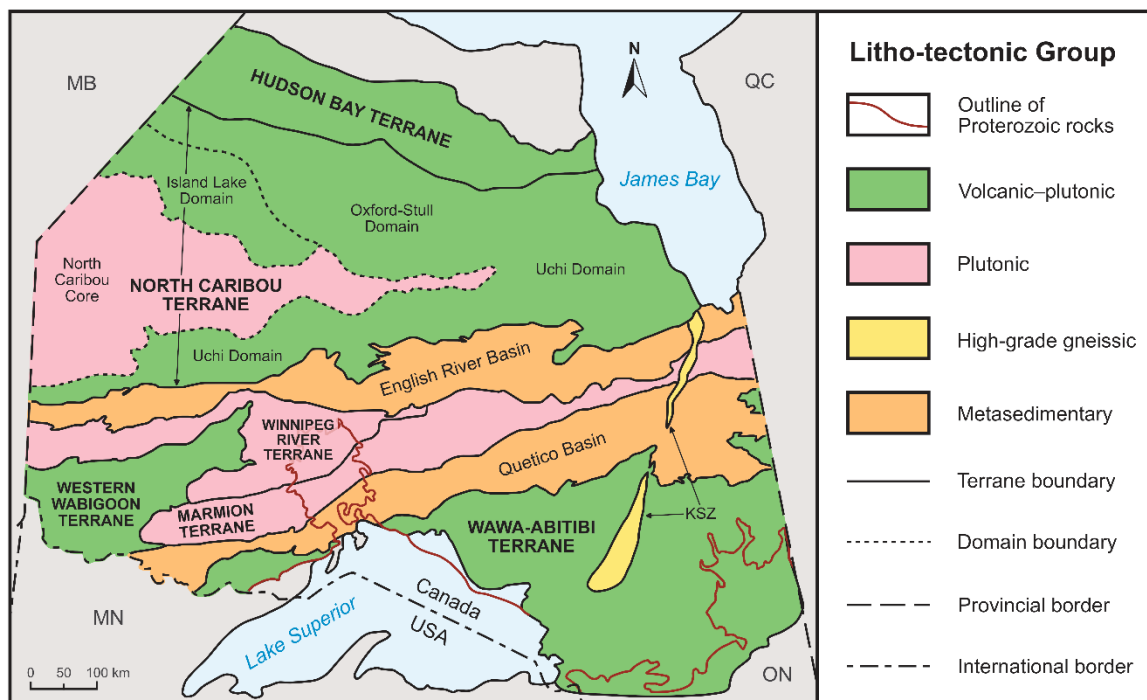 MB
HUDSON BAY TERRANE
N
QC
James Bay
Island Lake
Domain
Oxford-Stull
Domain
North
Caribou
Core
NORTH CARIBOU
TERRANE
Uchi Domain
Uchi Domain
English River Basin
WINNIPEG
RIVER
TERRANE
Quetico Basin
WESTERN
WABIGOON
TERRANE
MARMION
TERRANE
WAWA-ABITIBI
TERRANE
KSZ
MN
Lake Superior
Canada
USA
ON
0 50 100 km
Litho-tectonic Group
Outline of
Proterozoic rocks
Volcanic–plutonic
Plutonic
High-grade gneissic
Metasedimentary
Terrane boundary
Domain boundary
Provincial border
International border